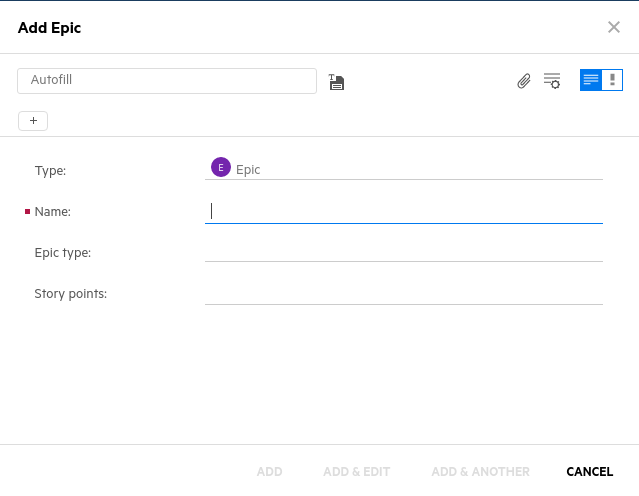 Add Epic
Autofill
+
Type: E Epic
Name:
Epic type:
Story points:
ADD ADD & EDIT ADD & ANOTHER CANCEL